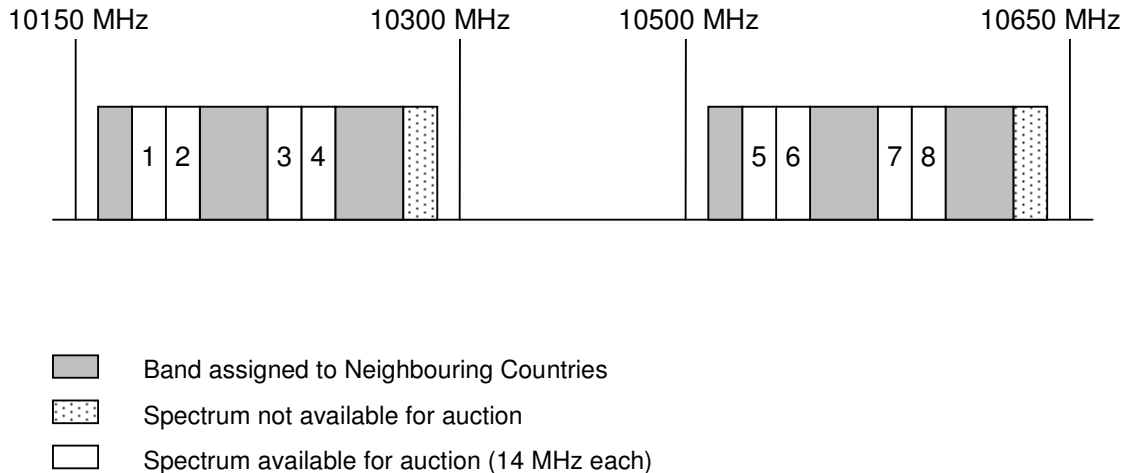 10150 MHz 10300 MHz 10500 MHz 10650 MHz
1 2 3 4 5 6 7 8
Band assigned to Neighbouring Countries
Spectrum not available for auction
Spectrum available for auction (14 MHz each)